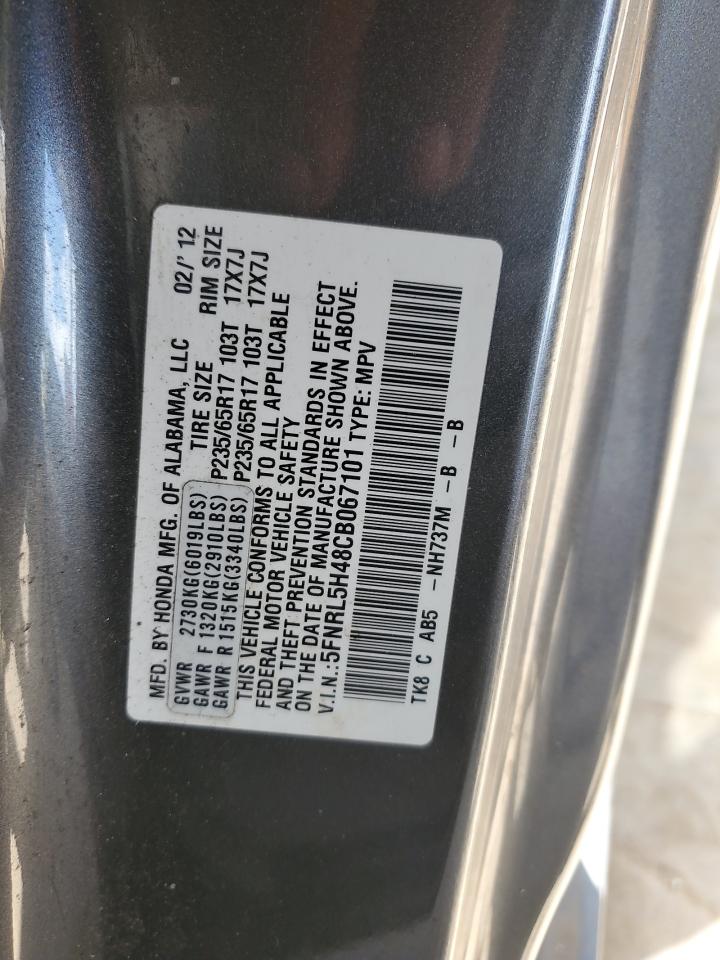 MFD. BY HONDA MFG. OF ALABAMA, LLC 02/'12
TIRE SIZE RIM SIZE
GVWR 2730KG(6019LBS)
GAWR F 1320KG(2910LBS) P235/65R17 103T 17X7J
GAWR R 1515KG(3340LBS) P235/65R17 103T 17X7J
THIS VEHICLE CONFORMS TO ALL APPLICABLE
FEDERAL MOTOR VEHICLE SAFETY
AND THEFT PREVENTION STANDARDS IN EFFECT
ON THE DATE OF MANUFACTURE SHOWN ABOVE.
V.I.N.:5FNRL5H48CB067101 TYPE: MPV
TK8 C AB5 -NH737M -B -B